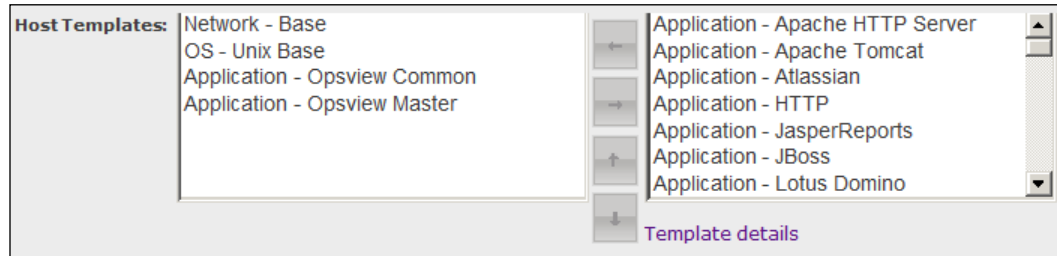 Host Templates:
Network - Base
OS - Unix Base
Application - Opsview Common
Application - Opsview Master
Application - Apache HTTP Server
Application - Apache Tomcat
Application - Atlassian
Application - HTTP
Application - JasperReports
Application - JBoss
Application - Lotus Domino
Template details